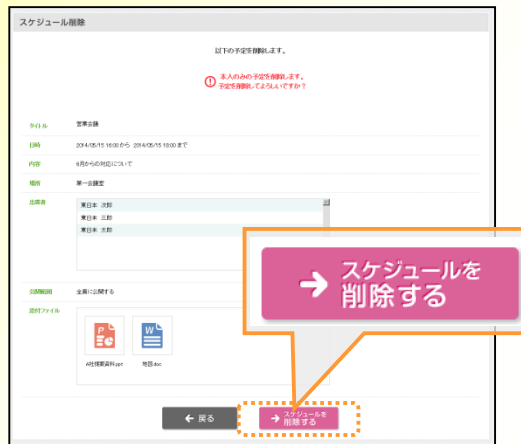 スケジュール削除
以下の予定を削除します。
本人のみの予定を削除します。
予定を削除してよろしいですか？
タイトル 営業会議
日時 2014/05/15 16:00から 2014/05/15 18:00まで
内容 6月からの対応について
場所 第一会議室
出席者 東日本 次郎
東日本 三郎
東日本 太郎
スケジュールを
削除する
公開範囲 全員に公開する
添付ファイル
A社概要資料.ppt 地図.doc
戻る スケジュールを
削除する